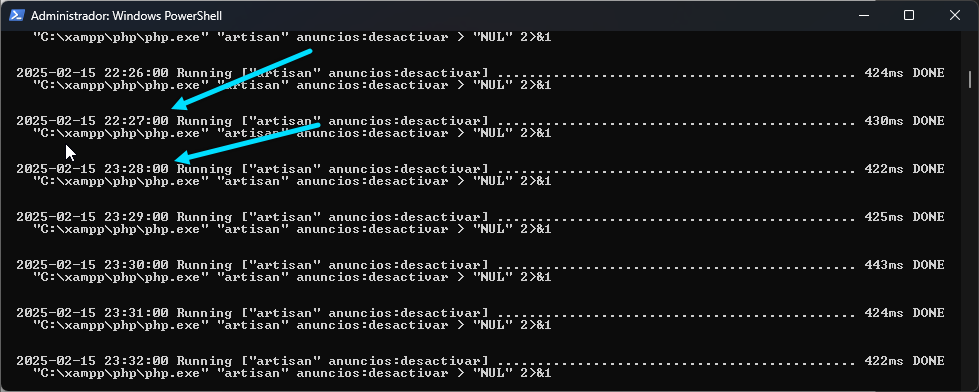 Administrador: Windows PowerShell
"C:\xampp\php\php.exe" "artisan" anuncios:desactivar > "NUL" 2>&1
2025-02-15 22:26:00 Running ["artisan" anuncios:desactivar] ............................................ 424ms DONE
"C:\xampp\php\php.exe" "artisan" anuncios:desactivar > "NUL" 2>&1
2025-02-15 22:27:00 Running ["artisan" anuncios:desactivar] ............................................ 430ms DONE
"C:\xampp\php\php.exe" "artisan" anuncios:desactivar > "NUL" 2>&1
2025-02-15 23:28:00 Running ["artisan" anuncios:desactivar] ............................................ 422ms DONE
"C:\xampp\php\php.exe" "artisan" anuncios:desactivar > "NUL" 2>&1
2025-02-15 23:29:00 Running ["artisan" anuncios:desactivar] ............................................ 425ms DONE
"C:\xampp\php\php.exe" "artisan" anuncios:desactivar > "NUL" 2>&1
2025-02-15 23:30:00 Running ["artisan" anuncios:desactivar] ............................................ 443ms DONE
"C:\xampp\php\php.exe" "artisan" anuncios:desactivar > "NUL" 2>&1
2025-02-15 23:31:00 Running ["artisan" anuncios:desactivar] ............................................ 424ms DONE
"C:\xampp\php\php.exe" "artisan" anuncios:desactivar > "NUL" 2>&1
2025-02-15 23:32:00 Running ["artisan" anuncios:desactivar] ............................................ 422ms DONE
"C:\xampp\php\php.exe" "artisan" anuncios:desactivar > "NUL" 2>&1